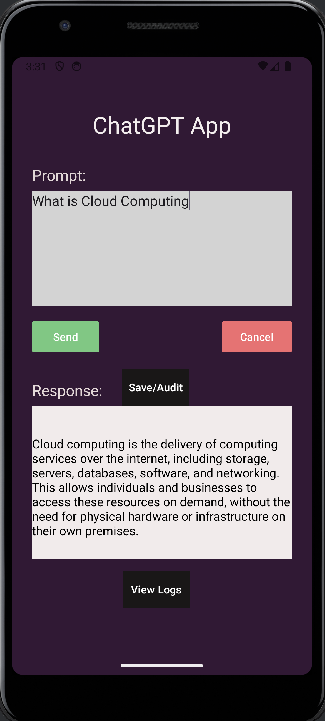 3:31
ChatGPT App
Prompt:
What is Cloud Computing
Send
Cancel
Save/Audit
Response:
Cloud computing is the delivery of computing
services over the internet, including storage,
servers, databases, software, and networking.
This allows individuals and businesses to
access these resources on demand, without the
need for physical hardware or infrastructure on
their own premises.
View Logs